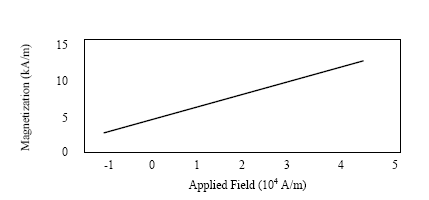 Magnetization (kA/m)
15
10
5
0
-1 0 1 2 3 4 5
Applied Field (10⁴ A/m)